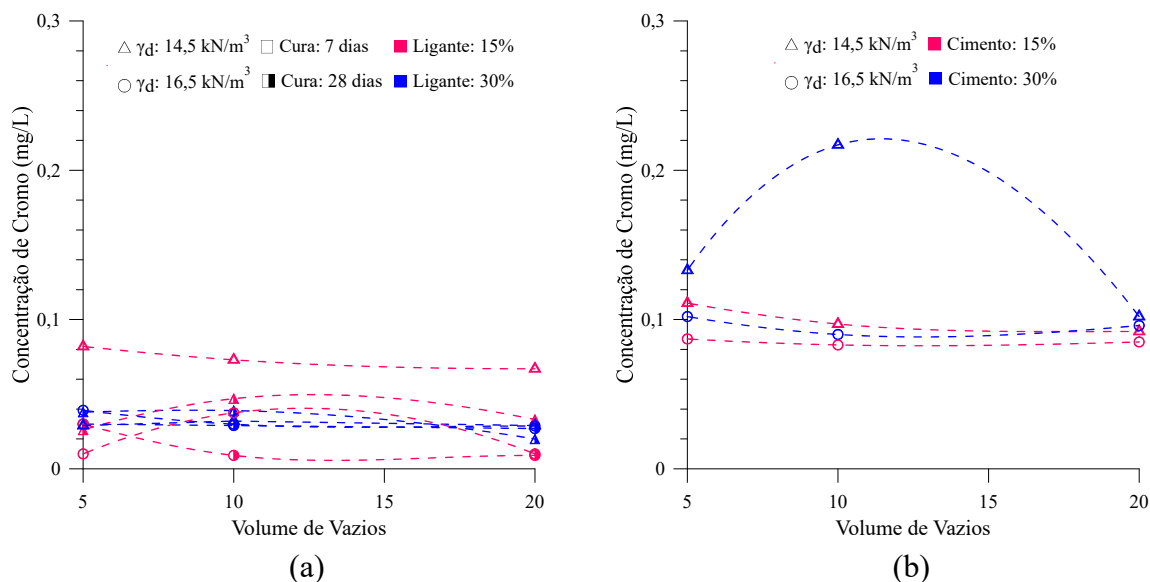 0,3
γd: 14,5 kN/m³ Cura: 7 dias Ligante: 15%
γd: 16,5 kN/m³ Cura: 28 dias Ligante: 30%
0,2
0,1
0
Concentração de Cromo (mg/L)
5 10 15 20
Volume de Vazios
(a)
0,3
γd: 14,5 kN/m³ Cimento: 15%
γd: 16,5 kN/m³ Cimento: 30%
0,2
0,1
0
Concentração de Cromo (mg/L)
5 10 15 20
Volume de Vazios
(b)